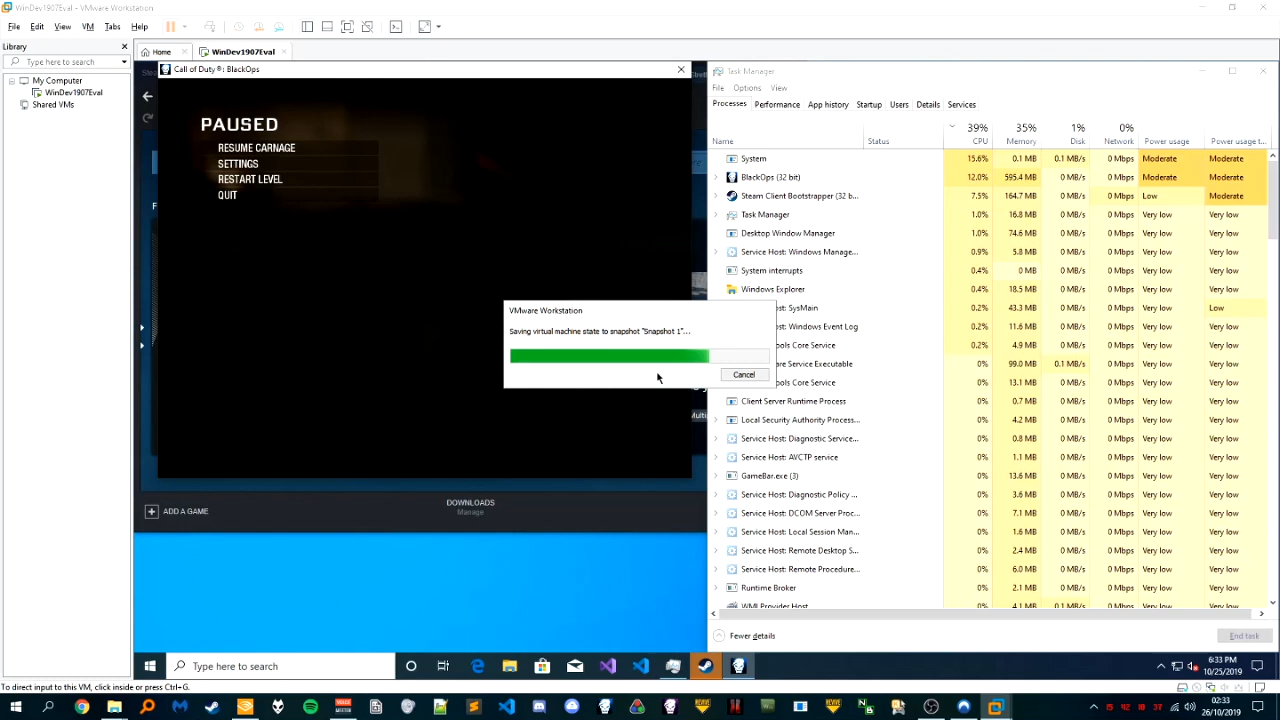 WinDev1907Eval - VMware Workstation
File Edit View VM Tabs Help
Library
Type here to search
My Computer
WinDev1907Eval
Shared VMs
Home
WinDev1907Eval
Call of Duty®: BlackOps
PAUSED
RESUME CARNAGE
SETTINGS
RESTART LEVEL
QUIT
VMware Workstation
Saving virtual machine state to snapshot "Snapshot 1"...
Cancel
DOWNLOADS
Manage
ADD A GAME
Task Manager
File Options View
Processes Performance App history Startup Users Details Services
39% 35% 1% 0%
Name Status CPU Memory Disk Network Power usage Power usage t...
System 15.6% 0.1 MB 0.1 MB/s 0 Mbps Moderate Moderate
BlackOps (32 bit) 12.0% 595.4 MB 0 MB/s 0 Mbps Moderate Moderate
Steam Client Bootstrapper (32 b... 7.5% 164.7 MB 0 MB/s 0 Mbps Low Moderate
Task Manager 1.0% 16.8 MB 0 MB/s 0 Mbps Very low Very low
Desktop Window Manager 1.0% 74.6 MB 0 MB/s 0 Mbps Very low Very low
Service Host: Windows Manage... 0.9% 5.8 MB 0 MB/s 0 Mbps Very low Very low
System interrupts 0.4% 0 MB 0 MB/s 0 Mbps Very low Very low
Windows Explorer 0.4% 0 MB/s 0 Mbps Very low Very low
Host: SysMain 0.2% 43.3 MB 0 MB/s 0 Mbps Very low Low
Windows Event Log 0.2% 11.6 MB 0 MB/s 0 Mbps Very low Very low
ools Core Service 0.2% 4.9 MB 0 MB/s 0 Mbps Very low Very low
are Service Executable 0% 99.0 MB 0.1 MB/s 0 Mbps Very low Very low
ools Core Service 0% 13.1 MB 0 MB/s 0 Mbps Very low Very low
Client Server Runtime Process 0% 0.7 MB 0 MB/s 0 Mbps Very low Very low
Local Security Authority Process... 0% 4.2 MB 0 MB/s 0 Mbps Very low Very low
Service Host: Diagnostic Service... 0% 0.8 MB 0 MB/s 0 Mbps Very low Very low
Service Host: AVCTP service 0% 1.1 MB 0 MB/s 0 Mbps Very low Very low
GameBar.exe (3) 0% 13.6 MB 0 MB/s 0 Mbps Very low Very low
Service Host: Diagnostic Policy ... 0% 3.6 MB 0 MB/s 0 Mbps Very low Very low
Service Host: DCOM Server Proc... 0% 7.1 MB 0 MB/s 0 Mbps Very low Very low
Service Host: Local Session Man... 0% 1.6 MB 0 MB/s 0 Mbps Very low Very low
Service Host: Remote Desktop S... 0% 2.4 MB 0 MB/s 0 Mbps Very low Very low
Service Host: Remote Procedure... 0% 6.0 MB 0 MB/s 0 Mbps Very low Very low
Runtime Broker 0% 2.1 MB 0 MB/s 0 Mbps Very low Very low
WMI Provider Host 0% 4.1 MB 0.1 MB/s 0 Mbps Very low Very low
Fewer details End task
Type here to search
6:33 PM
10/25/2019
To direct input to this VM, click inside or press Ctrl+G.
02:33
26/10/2019